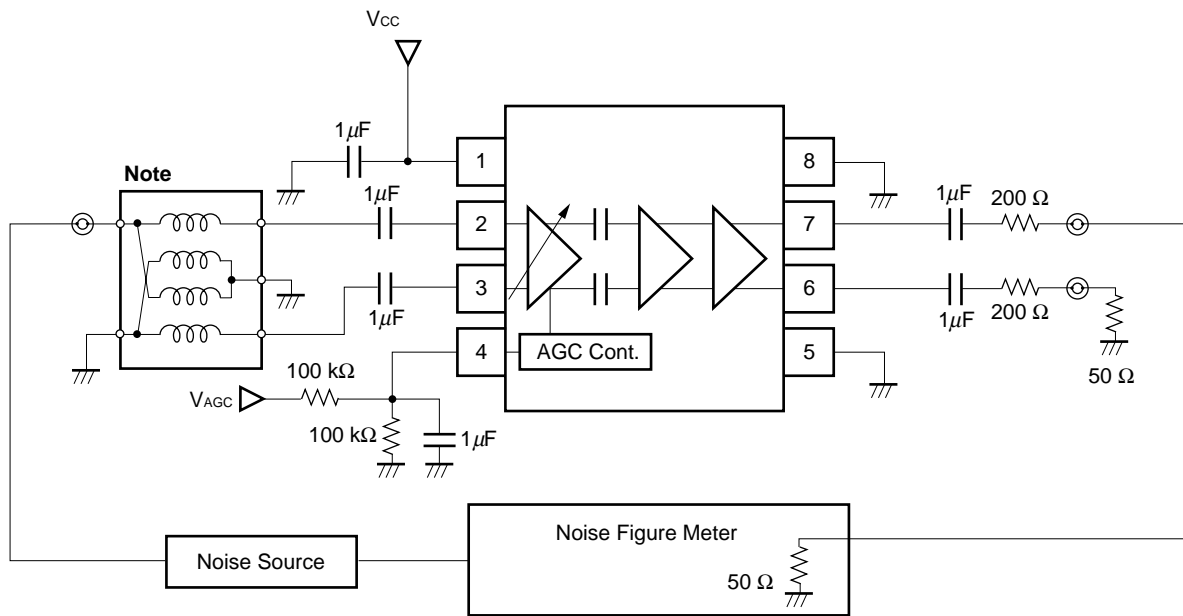 VCC
1μF
Note
1
8
1μF
1μF
200 Ω
2
7
3
6
1μF
1μF
200 Ω
4
AGC Cont.
5
50 Ω
100 kΩ
VAGC
100 kΩ
1μF
Noise Figure Meter
Noise Source
50 Ω